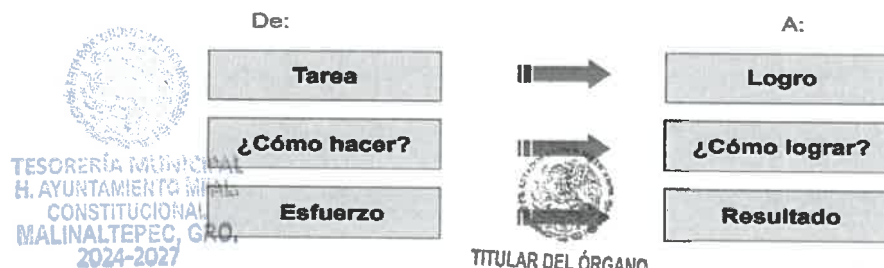 De: A:
Tarea Logro
¿Cómo hacer? ¿Cómo lograr?
Esfuerzo Resultado
TESORERÍA MUNICIPAL
H. AYUNTAMIENTO MPAL.
CONSTITUCIONAL
MALINALTEPEC, GRO.
2024-2027
TITULAR DEL ÓRGANO